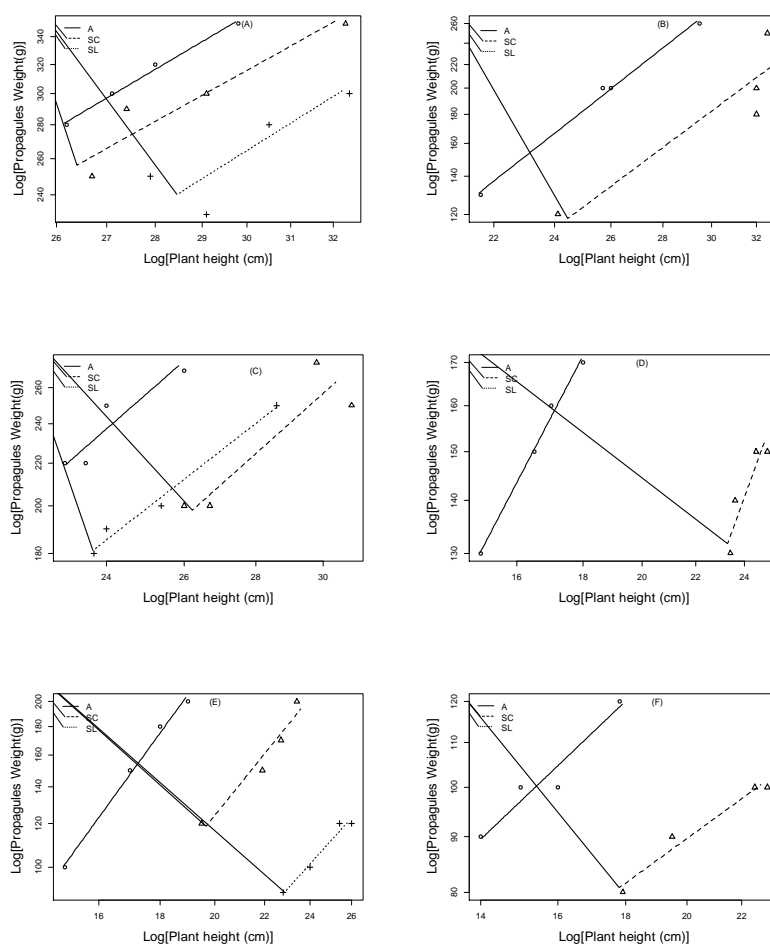 (A)
A
SC
SL
Log[Propagules Weight(g)]
240 260 280 300 340
26 27 28 29 30 31 32
Log[Plant height (cm)]
(B)
A
SC
SL
Log[Propagules Weight(g)]
120 140 160 180 200 220 260
22 24 26 28 30 32
Log[Plant height (cm)]
(C)
A
SC
SL
Log[Propagules Weight(g)]
180 200 220 240 260
24 26 30
Log[Plant height (cm)]
(D)
A
SC
SL
Log[Propagules Weight(g)]
130 140 150 160 170
16 18 20 22 24
Log[Plant height (cm)]
(E)
A
SC
SL
Log[Propagules Weight(g)]
100 120 140 160 180 200
16 18 20 22 24 26
Log[Plant height (cm)]
(F)
A
SC
SL
Log[Propagules Weight(g)]
80 90 100 110 120
14 16 18 20 22
Log[Plant height (cm)]